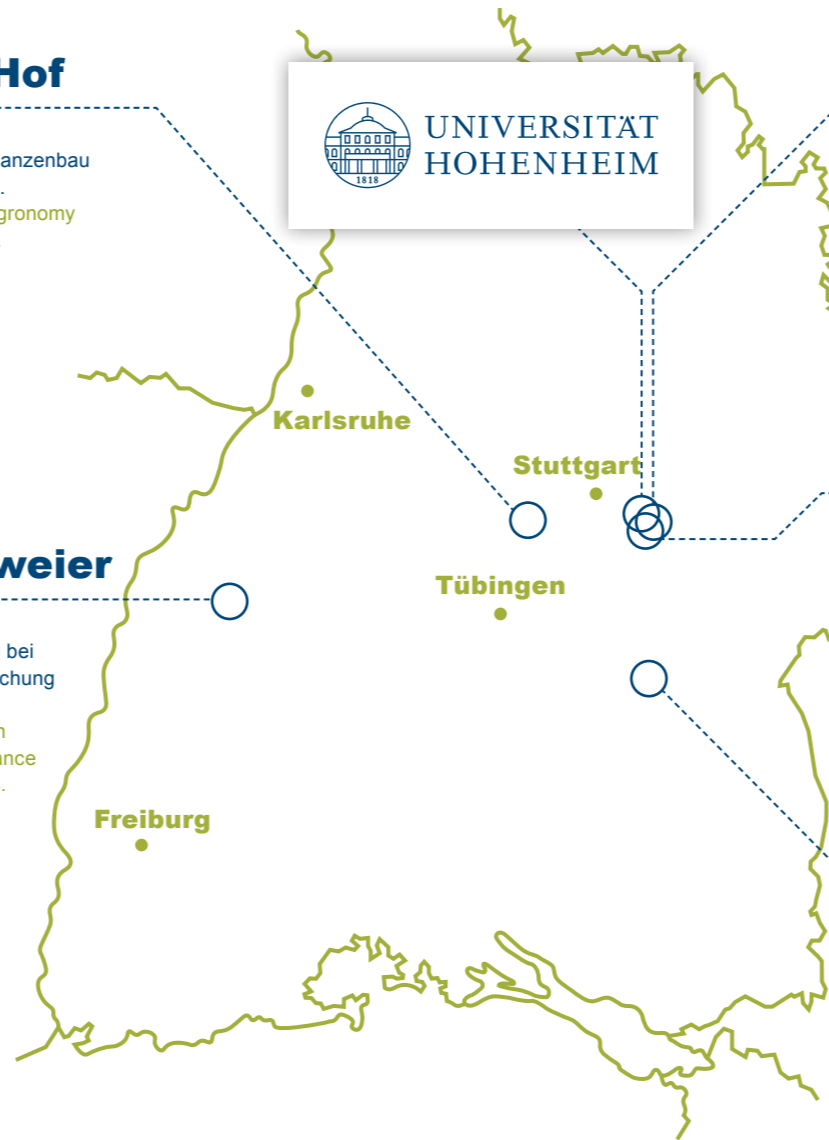 Hof
anzenbau
.
gronomy
.
UNIVERSITÄT
HOHENHEIM
1818
Karlsruhe
Stuttgart
weier
Tübingen
bei
chung
n
ance
.
Freiburg